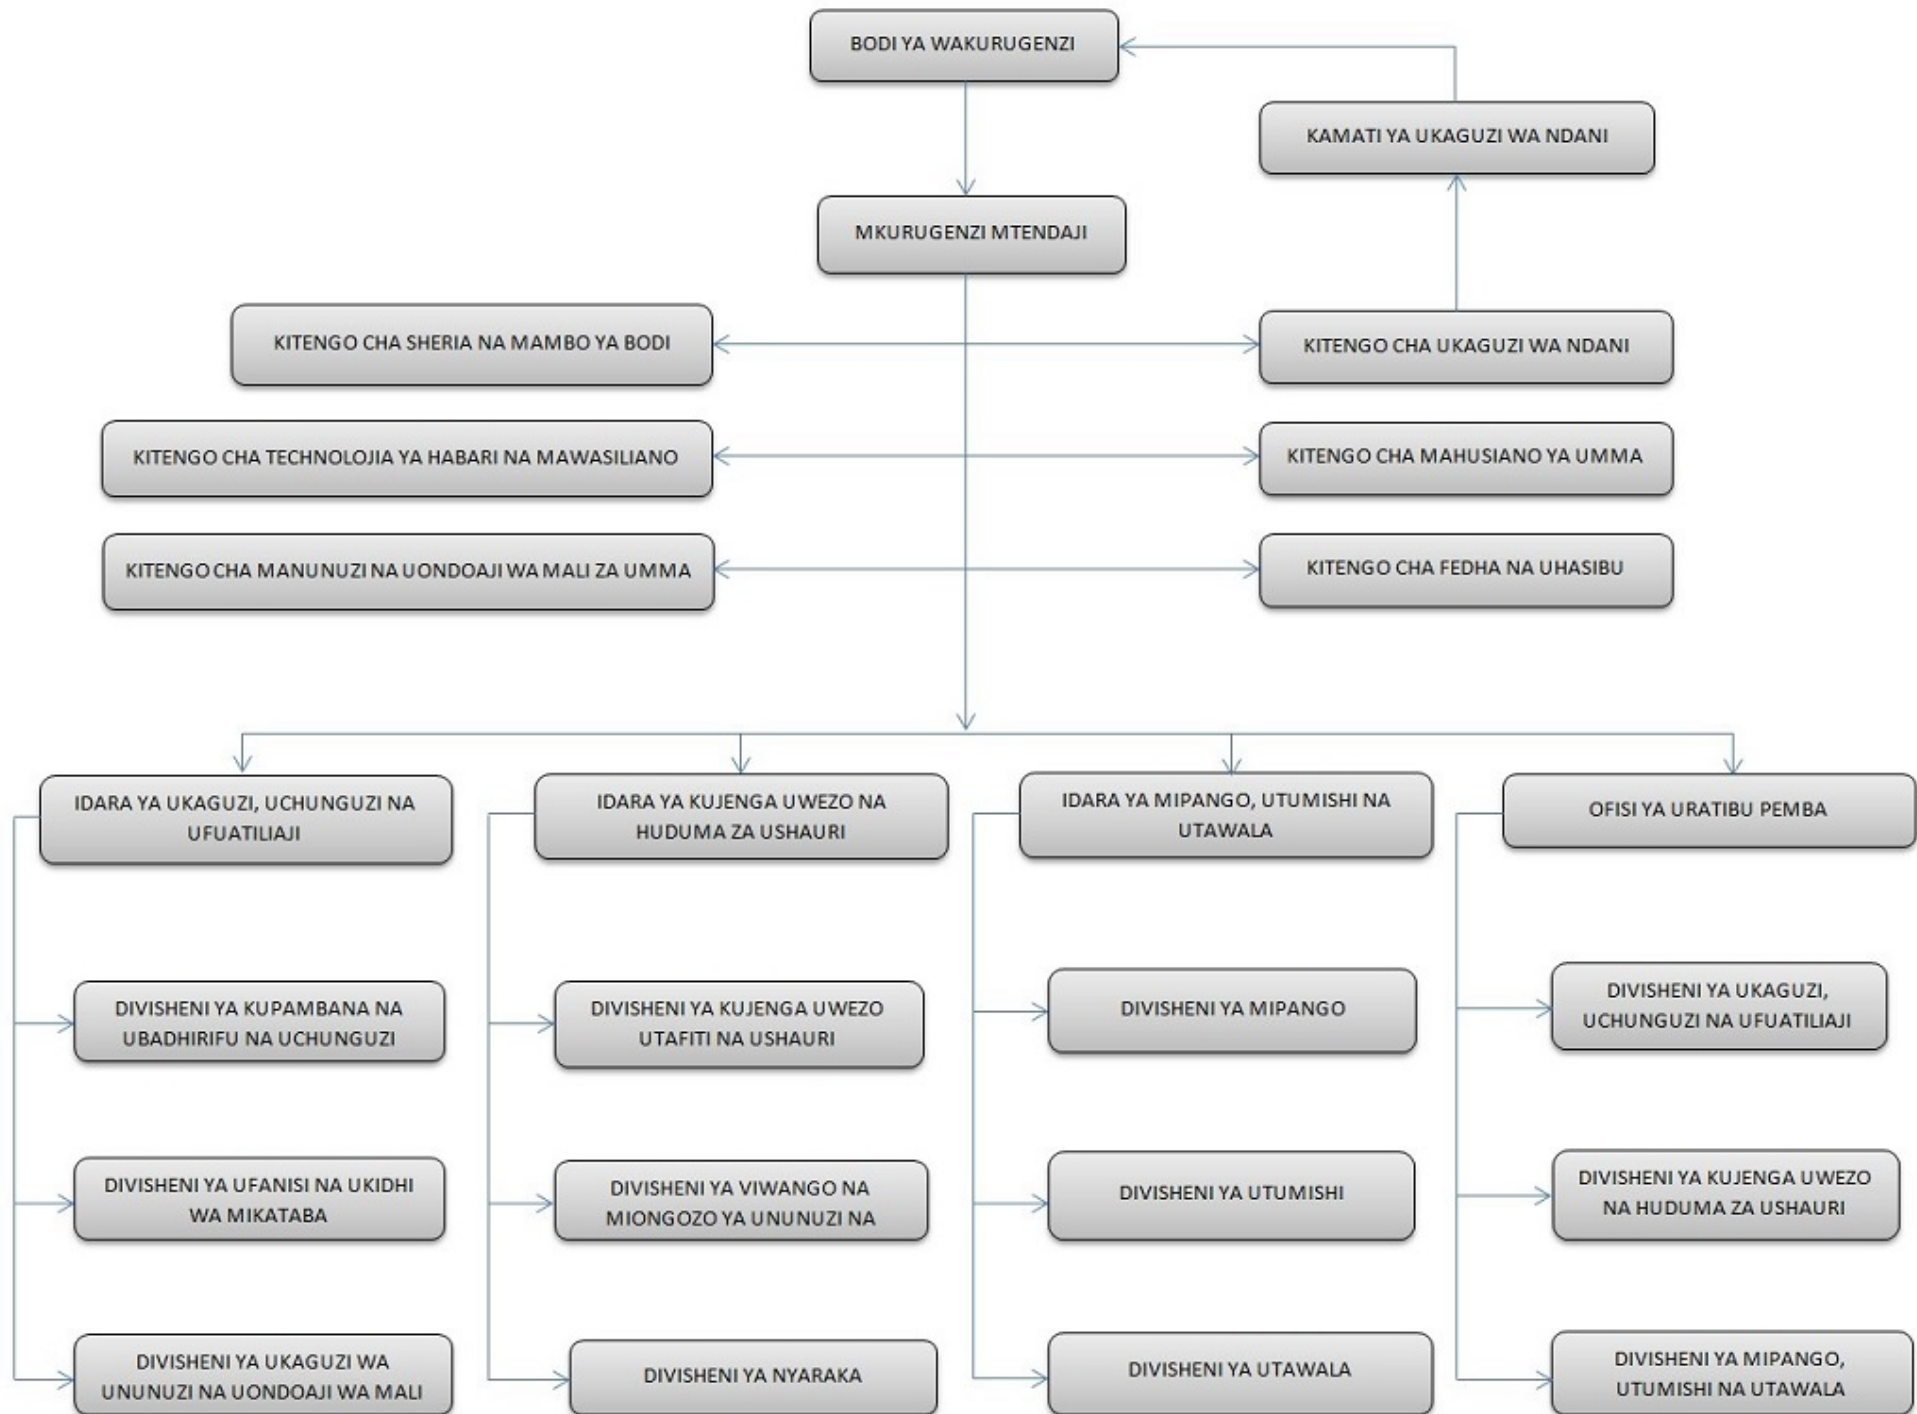 BODI YA WAKURUGENZI
KAMATI YA UKAGUZI WA NDANI
MKURUGENZI MTENDAJI
KITENGO CHA SHERIA NA MAMBO YA BODI
KITENGO CHA UKAGUZI WA NDANI
KITENGO CHA TECHNOLOJIA YA HABARI NA MAWASILIANO
KITENGO CHA MAHUSIANO YA UMMA
KITENGO CHA MANUNUZI NA UONDOAJI WA MALI ZA UMMA
KITENGO CHA FEDHA NA UHASIBU
IDARA YA UKAGUZI, UCHUNGUZI NA
UFUATILIAJI
IDARA YA KUJENGA UWEZO NA
HUDUMA ZA USHAURI
IDARA YA MIPANGO, UTUMISHI NA
UTAWALA
OFISI YA URATIBU PEMBA
DIVISHENI YA KUPAMBANA NA
UBADHIRIFU NA UCHUNGUZI
DIVISHENI YA KUJENGA UWEZO
UTAFITI NA USHAURI
DIVISHENI YA MIPANGO
DIVISHENI YA UKAGUZI,
UCHUNGUZI NA UFUATILIAJI
DIVISHENI YA UFANISI NA UKIDHI
WA MIKATABA
DIVISHENI YA VIWANGO NA
MIONGOZO YA UNUNUZI NA
DIVISHENI YA UTUMISHI
DIVISHENI YA KUJENGA UWEZO
NA HUDUMA ZA USHAURI
DIVISHENI YA UKAGUZI WA
UNUNUZI NA UONDOAJI WA MALI
DIVISHENI YA NYARAKA
DIVISHENI YA UTAWALA
DIVISHENI YA MIPANGO,
UTUMISHI NA UTAWALA